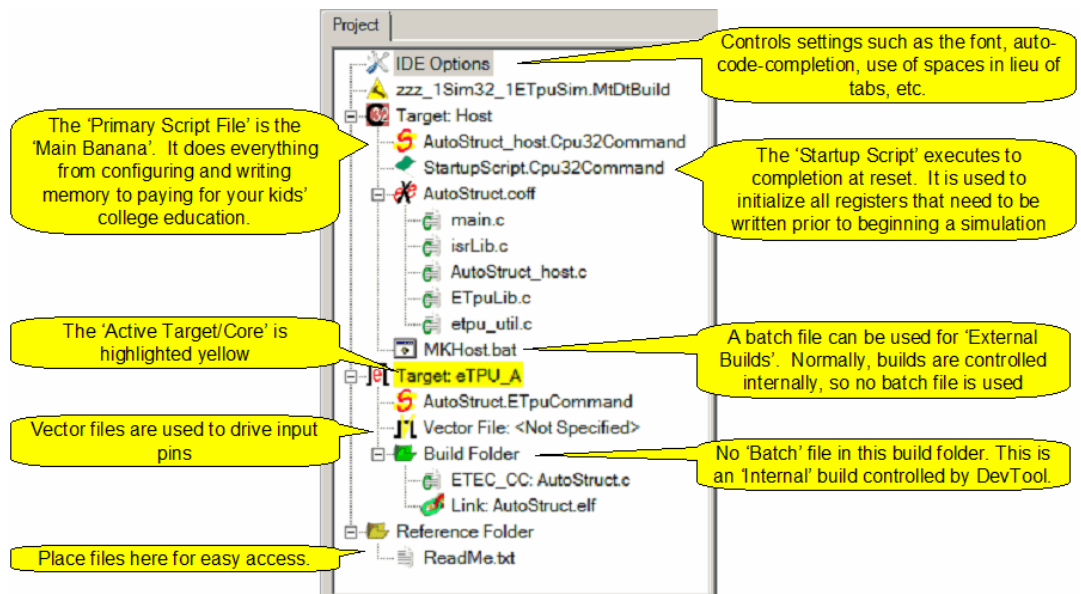 Project
IDE Options
zzz_1Sim32_1ETpuSim.MtDtBuild
Target: Host
AutoStruct_host.Cpu32Command
StartupScript.Cpu32Command
AutoStruct.coff
main.c
isrLib.c
AutoStruct_host.c
ETpuLib.c
etpu_util.c
MKHost.bat
Target: eTPU_A
AutoStruct.ETpuCommand
Vector File: <Not Specified>
Build Folder
ETEC_CC: AutoStruct.c
Link: AutoStruct.elf
Reference Folder
ReadMe.txt
The ‘Primary Script File’ is the
‘Main Banana’. It does everything
from configuring and writing
memory to paying for your kids’
college education.
The ‘Active Target/Core’ is
highlighted yellow
Vector files are used to drive input
pins
Place files here for easy access.
Controls settings such as the font, auto-
code-completion, use of spaces in lieu of
tabs, etc.
The ‘Startup Script’ executes to
completion at reset. It is used to
initialize all registers that need to be
written prior to beginning a simulation
A batch file can be used for ‘External
Builds’. Normally, builds are controlled
internally, so no batch file is used
No ‘Batch’ file in this build folder. This is
an ‘Internal’ build controlled by DevTool.